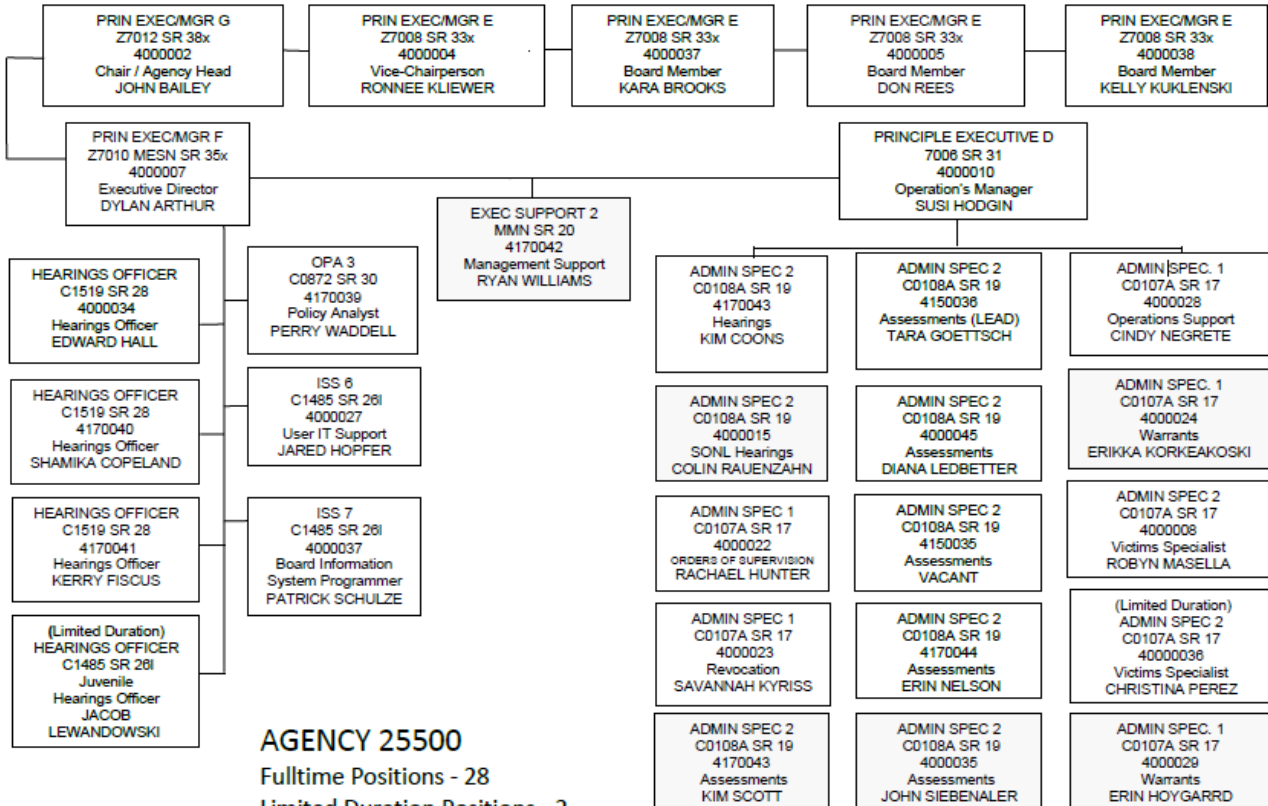 PRIN EXEC/MGR G
Z7012 SR 38x
4000002
Chair / Agency Head
JOHN BAILEY
PRIN EXEC/MGR E
Z7008 SR 33x
4000004
Vice-Chairperson
RONNEE KLIEWER
PRIN EXEC/MGR E
Z7008 SR 33x
4000037
Board Member
KARA BROOKS
PRIN EXEC/MGR E
Z7008 SR 33x
4000005
Board Member
DON REES
PRIN EXEC/MGR E
Z7008 SR 33x
4000038
Board Member
KELLY KUKLENSKI
PRIN EXEC/MGR F
Z7010 MESN SR 35x
4000007
Executive Director
DYLAN ARTHUR
PRINCIPLE EXECUTIVE D
7006 SR 31
4000010
Operation's Manager
SUSI HODGIN
EXEC SUPPORT 2
MMN SR 20
4170042
Management Support
RYAN WILLIAMS
HEARINGS OFFICER
C1519 SR 28
4000034
Hearings Officer
EDWARD HALL
HEARINGS OFFICER
C1519 SR 28
4170040
Hearings Officer
SHAMIKA COPELAND
HEARINGS OFFICER
C1519 SR 28
4170041
Hearings Officer
KERRY FISCUS
(Limited Duration)
HEARINGS OFFICER
C1485 SR 26I
Juvenile
Hearings Officer
JACOB
LEWANDOWSKI
OPA 3
C0872 SR 30
4170039
Policy Analyst
PERRY WADDELL
ISS 6
C1485 SR 26I
4000027
User IT Support
JARED HOPFER
ISS 7
C1485 SR 26I
4000037
Board Information
System Programmer
PATRICK SCHULZE
ADMIN SPEC 2
C0108A SR 19
4170043
Hearings
KIM COONS
ADMIN SPEC 2
C0108A SR 19
4000015
SONL Hearings
COLIN RAUENZAHN
ADMIN SPEC 1
C0107A SR 17
4000022
ORDERS OF SUPERVISION
RACHAEL HUNTER
ADMIN SPEC 1
C0107A SR 17
4000023
Revocation
SAVANNAH KYRISS
ADMIN SPEC 2
C0108A SR 19
4170043
Assessments
KIM SCOTT
ADMIN SPEC 2
C0108A SR 19
4150036
Assessments (LEAD)
TARA GOETTSCH
ADMIN SPEC 2
C0108A SR 19
4000045
Assessments
DIANA LEDBETTER
ADMIN SPEC 2
C0108A SR 19
4150035
Assessments
VACANT
ADMIN SPEC 2
C0108A SR 19
4170044
Assessments
ERIN NELSON
ADMIN SPEC 2
C0108A SR 19
4000035
Assessments
JOHN SIEBENALER
ADMIN SPEC. 1
C0107A SR 17
4000028
Operations Support
CINDY NEGRETE
ADMIN SPEC. 1
C0107A SR 17
4000024
Warrants
ERIKKA KORKEAKOSKI
ADMIN SPEC 2
C0107A SR 17
4000008
Victims Specialist
ROBYN MASELLA
(Limited Duration)
ADMIN SPEC 2
C0107A SR 17
40000036
Victims Specialist
CHRISTINA PEREZ
ADMIN SPEC. 1
C0107A SR 17
4000029
Warrants
ERIN HOYGARRD
AGENCY 25500
Fulltime Positions - 28
Limited Duration Positions - 2